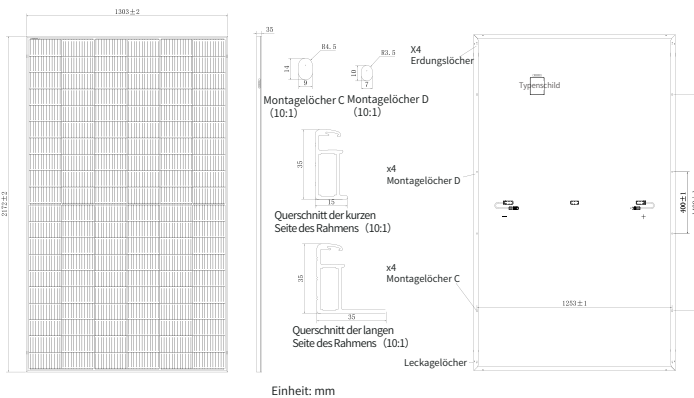 1303±2
35
2172±2
R4.5
R3.5
14
9
10
7
Montagelöcher C
(10:1)
Montagelöcher D
(10:1)
35
15
Querschnitt der kurzen
Seite des Rahmens (10:1)
35
35
Querschnitt der langen
Seite des Rahmens (10:1)
X4
Erdungslöcher
Typenschild
x4
Montagelöcher D
400±1
−
+
x4
Montagelöcher C
1253±1
Leckagelöcher
Einheit: mm